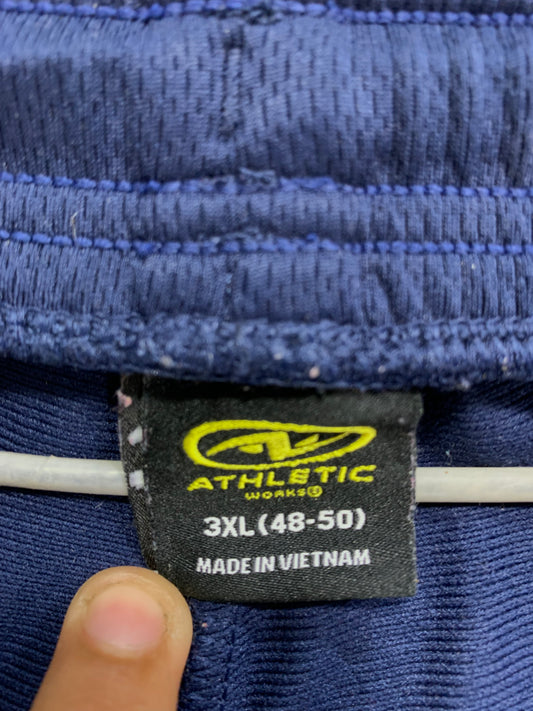 ATHLETIC
WORKS®
3XL (48-50)
MADE IN VIETNAM